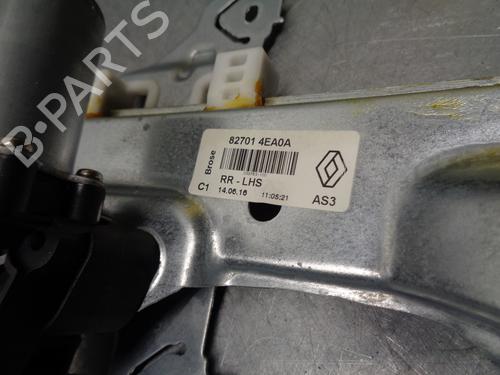 82701 4EA0A
Brose
RR - LHS
C1 14.06.16 11:05:21
AS3
B-PARTS